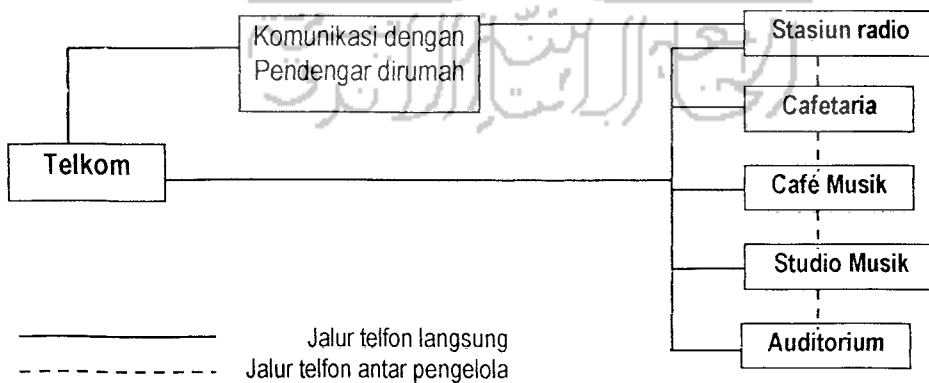 Komunikasi dengan
Pendengar dirumah
Stasiun radio
Cafetaria
Telkom
Café Musik
Studio Musik
Auditorium
Jalur telfon langsung
Jalur telfon antar pengelola